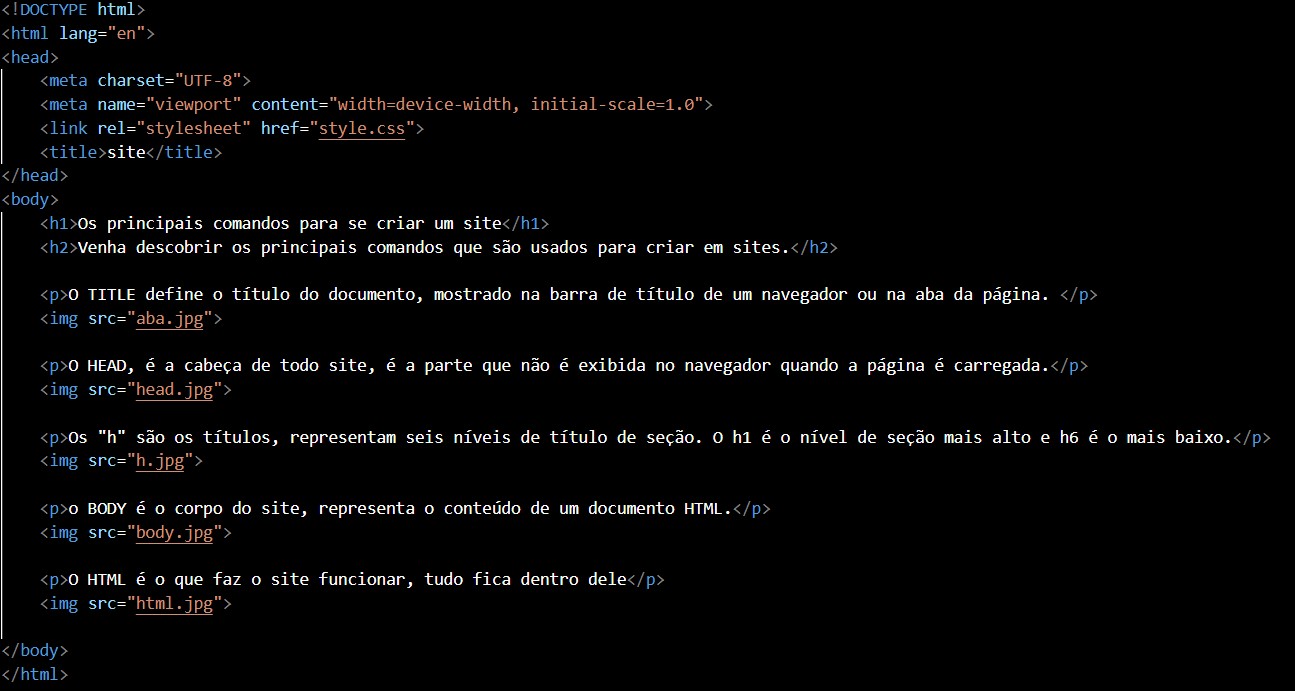 <!DOCTYPE html>
<html lang="en">
<head>
    <meta charset="UTF-8">
    <meta name="viewport" content="width=device-width, initial-scale=1.0">
    <link rel="stylesheet" href="style.css">
    <title>site</title>
</head>
<body>
    <h1>Os principais comandos para se criar um site</h1>
    <h2>Venha descobrir os principais comandos que são usados para criar em sites.</h2>

    <p>O TITLE define o título do documento, mostrado na barra de título de um navegador ou na aba da página. </p>
    <img src="aba.jpg">

    <p>O HEAD, é a cabeça de todo site, é a parte que não é exibida no navegador quando a página é carregada.</p>
    <img src="head.jpg">

    <p>Os "h" são os títulos, representam seis níveis de título de seção. O h1 é o nível de seção mais alto e h6 é o mais baixo.</p>
    <img src="h.jpg">

    <p>o BODY é o corpo do site, representa o conteúdo de um documento HTML.</p>
    <img src="body.jpg">

    <p>O HTML é o que faz o site funcionar, tudo fica dentro dele</p>
    <img src="html.jpg">

</body>
</html>